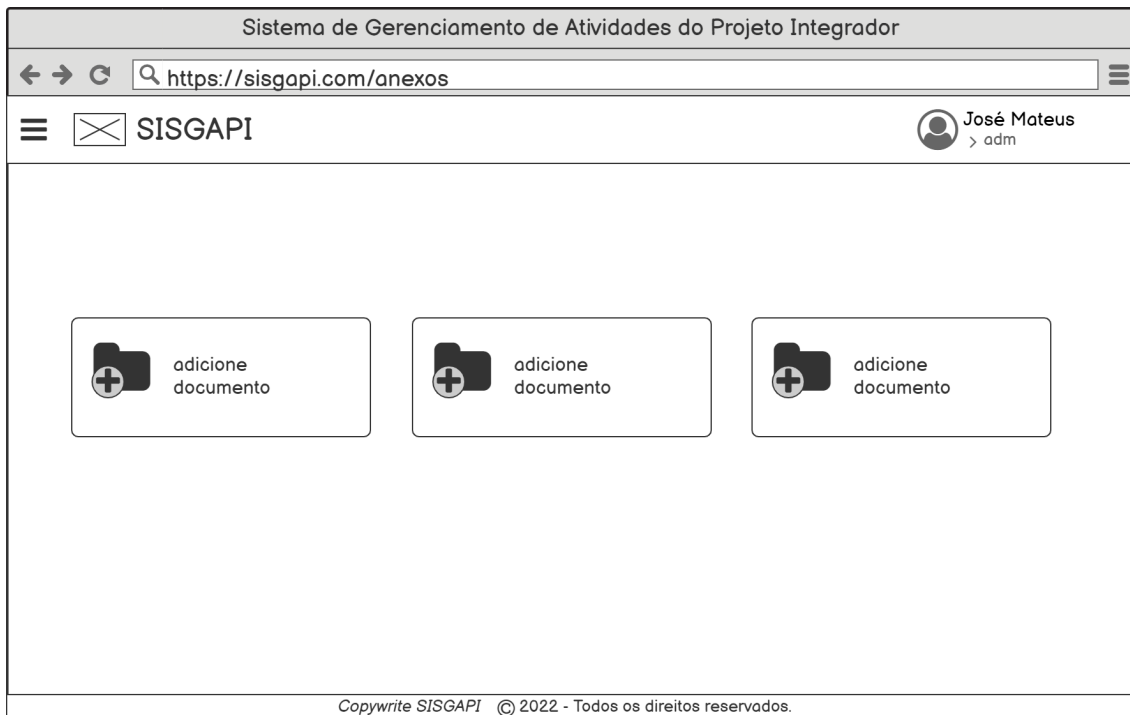 Sistema de Gerenciamento de Atividades do Projeto Integrador
https://sisgapi.com/anexos
SISGAPI
José Mateus
> adm
adicione
documento
adicione
documento
adicione
documento
Copywrite SISGAPI © 2022 - Todos os direitos reservados.